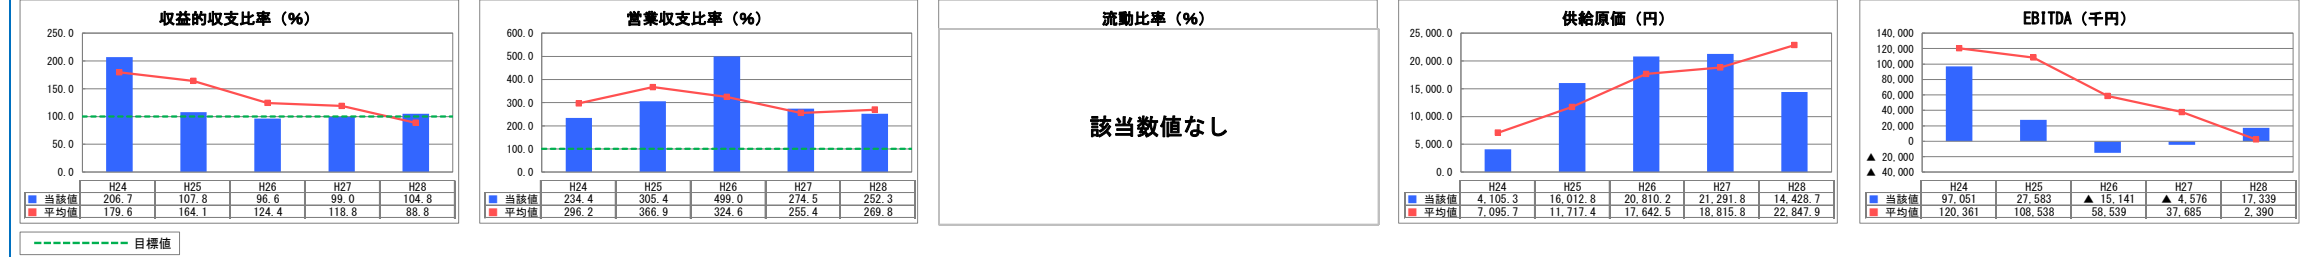 収益的収支比率（％）
250.0
200.0
150.0
100.0
50.0
0.0
H24 H25 H26 H27 H28
当該値 206.7 107.8 96.6 99.0 104.8
平均値 179.6 164.1 124.4 118.8 88.8
営業収支比率（％）
600.0
500.0
400.0
300.0
200.0
100.0
0.0
H24 H25 H26 H27 H28
当該値 234.4 305.4 499.0 274.5 252.3
平均値 296.2 366.9 324.6 255.4 269.8
流動比率（％）
該当数値なし
供給原価（円）
25,000.0
20,000.0
15,000.0
10,000.0
5,000.0
0.0
H24 H25 H26 H27 H28
当該値 4,105.3 16,012.8 20,810.2 21,291.8 14,428.7
平均値 7,095.7 11,717.4 17,642.5 18,815.8 22,847.9
EBITDA（千円）
140,000
120,000
100,000
80,000
60,000
40,000
20,000
0
▲ 20,000
▲ 40,000
H24 H25 H26 H27 H28
当該値 97,051 27,583 ▲ 15,141 ▲ 4,576 17,339
平均値 120,361 108,538 58,539 37,685 2,390
目標値